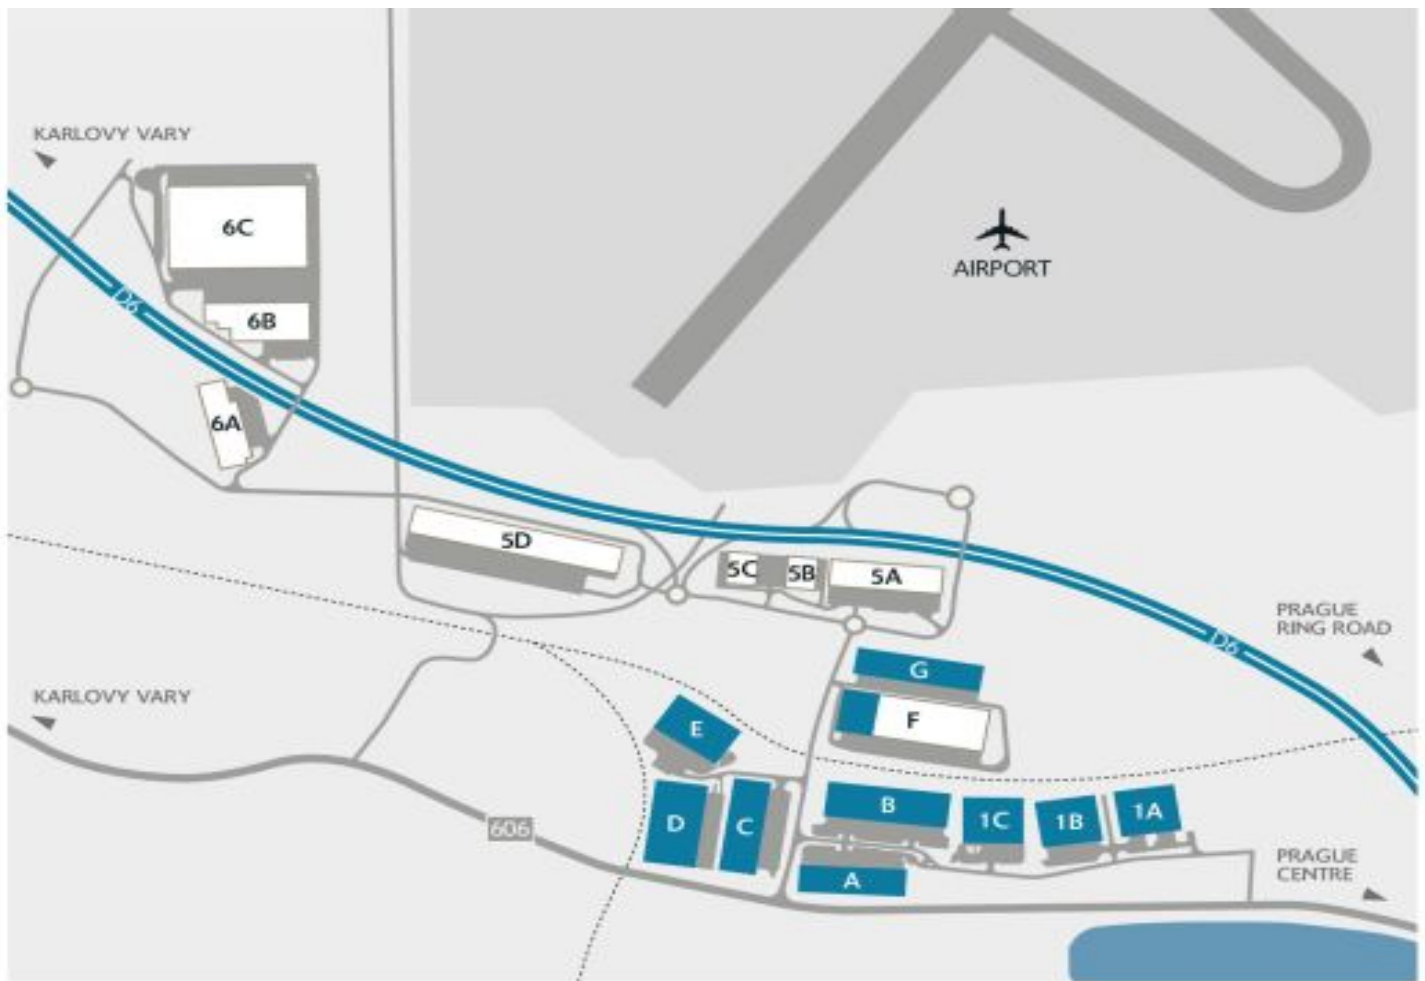 KARLOVY VARY
6C
AIRPORT
D6
6B
6A
5D
5C
5B
5A
PRAGUE
RING ROAD
D6
G
KARLOVY VARY
F
E
B
1C
1B
1A
D
C
606
PRAGUE
CENTRE
A